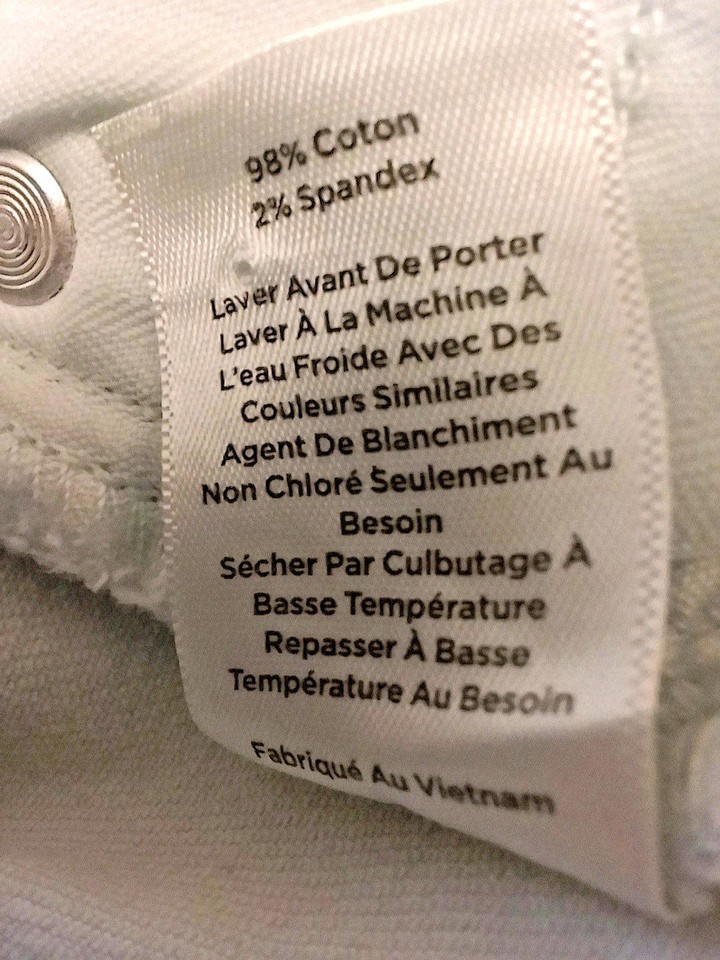 98% Coton
2% Spandex
Laver Avant De Porter
Laver À La Machine À
L'eau Froide Avec Des
Couleurs Similaires
Agent De Blanchiment
Non Chloré Seulement Au
Besoin
Sécher Par Culbutage À
Basse Température
Repasser À Basse
Température Au Besoin
Fabriqué Au Vietnam